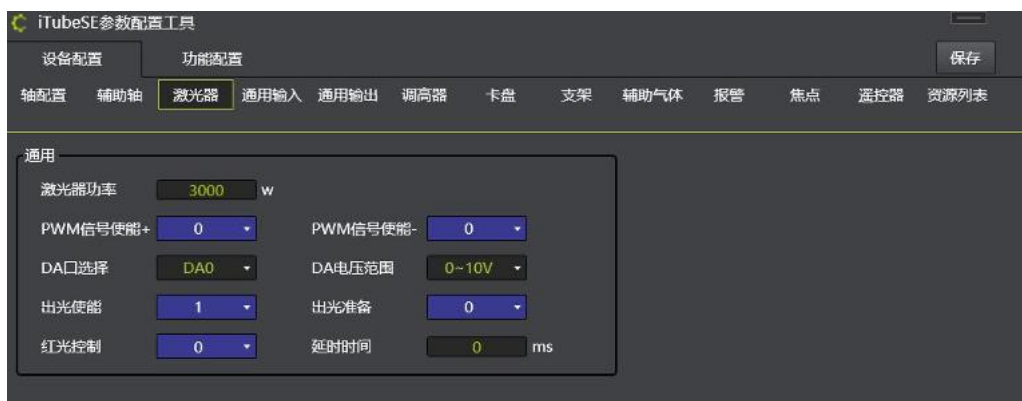 iTubeSE参数配置工具
设备配置 功能配置 保存
轴配置 辅助轴 激光器 通用输入 通用输出 调高器 卡盘 支架 辅助气体 报警 焦点 遥控器 资源列表
通用
激光器功率 3000 w
PWM信号使能+ 0 PWM信号使能- 0
DA口选择 DA0 DA电压范围 0~10V
出光使能 1 出光准备 0
红光控制 0 延时时间 0 ms